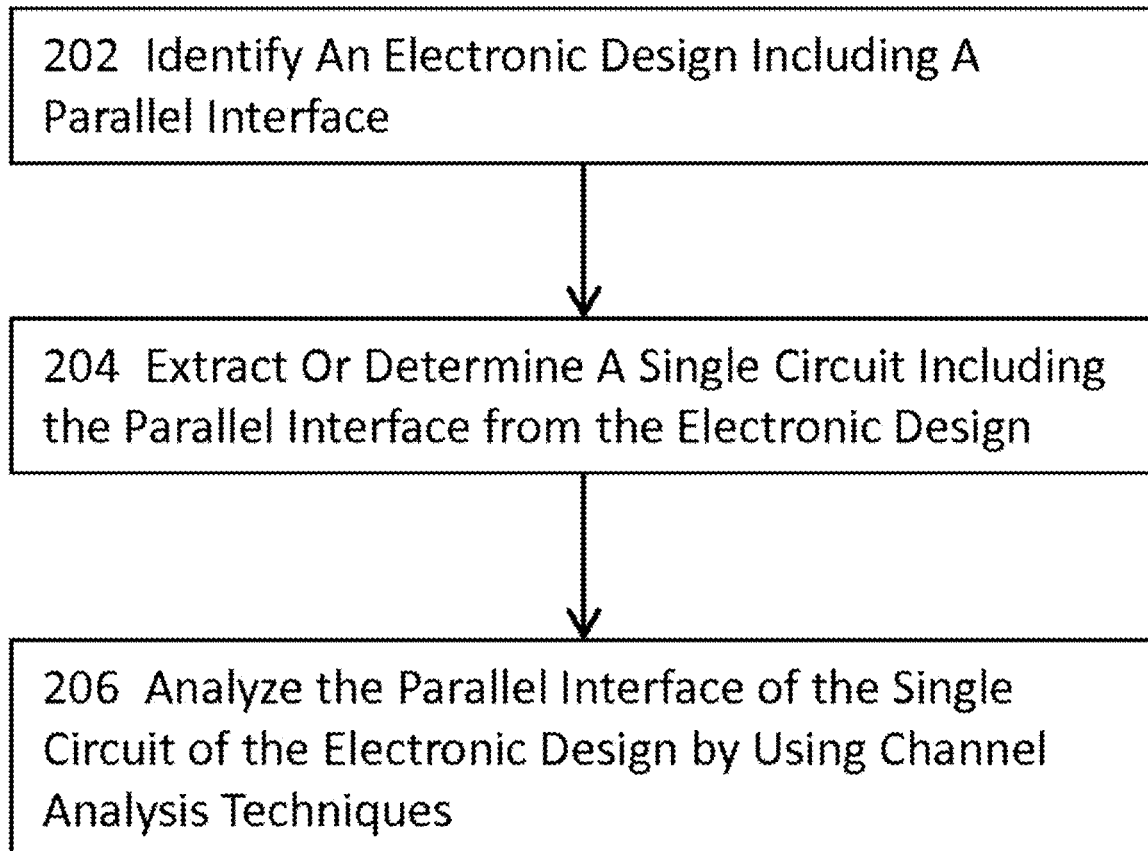 202 Identify An Electronic Design Including A
Parallel Interface
204 Extract Or Determine A Single Circuit Including
the Parallel Interface from the Electronic Design
206 Analyze the Parallel Interface of the Single
Circuit of the Electronic Design by Using Channel
Analysis Techniques